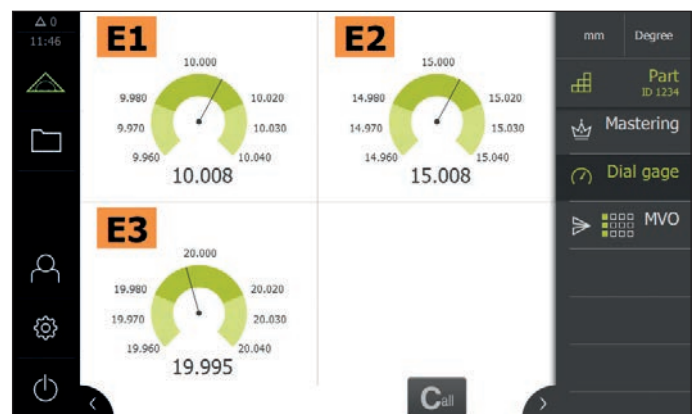 △ 0
11:46
E1
10.000
9.980
10.020
9.970
10.030
9.960
10.040
10.008
E2
15.000
14.980
15.020
14.970
15.030
14.960
15.040
15.008
E3
20.000
19.980
20.020
19.970
20.030
19.960
20.040
19.995
Call
mm Degree
Part
ID 1234
Mastering
Dial gage
MVO